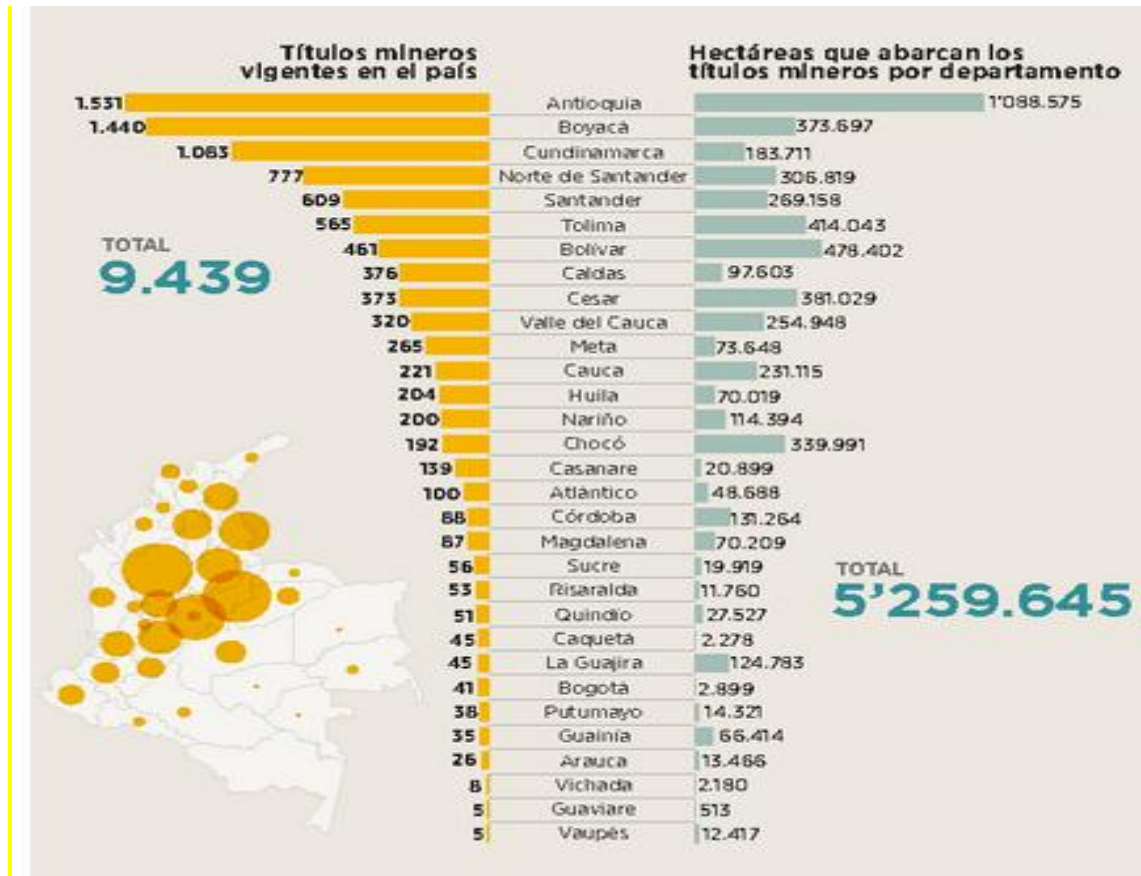 Títulos mineros
vigentes en el país
Hectáreas que abarcan los
títulos mineros por departamento
1.531 Antioquia 1'088.575
1.440 Boyacá 373.697
1.083 Cundinamarca 183.711
777 Norte de Santander 306.819
609 Santander 269.158
565 Tolima 414.043
461 Bolívar 478.402
376 Caldas 97.603
373 Cesar 381.029
320 Valle del Cauca 254.948
265 Meta 73.648
221 Cauca 231.115
204 Huila 70.019
200 Nariño 114.394
192 Chocó 339.991
139 Casanare 20.899
100 Atlántico 48.688
88 Córdoba 131.264
87 Magdalena 70.209
56 Sucre 19.919
53 Risaralda 11.760
51 Quindío 27.527
45 Caquetá 2.278
45 La Guajira 124.783
41 Bogotá 2.899
38 Putumayo 14.321
35 Guainía 66.414
26 Arauca 13.466
8 Vichada 2.180
5 Guaviare 513
5 Vaupés 12.417
TOTAL
9.439
TOTAL
5'259.645